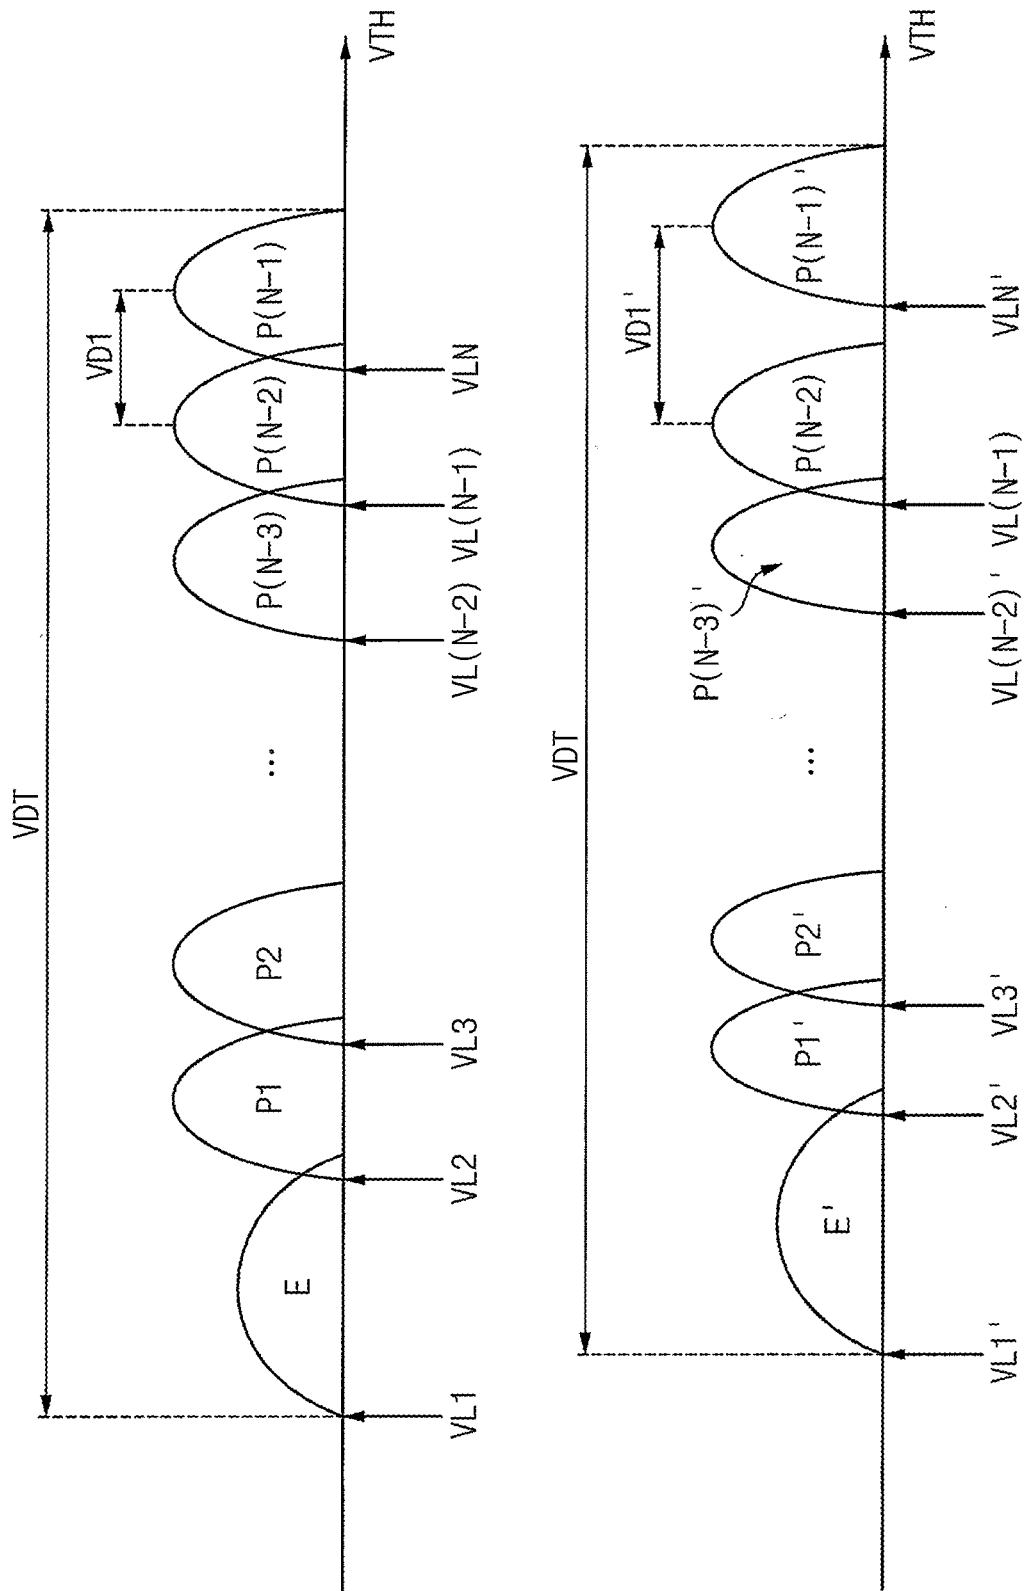 VDT
VD1
E
P1
P2
...
P(N-3)
P(N-2)
P(N-1)
VTH
VL1
VL2
VL3
VL(N-2)
VL(N-1)
VLN
VDT
VD1'
E'
P1'
P2'
...
P(N-3)'
P(N-2)
P(N-1)'
VTH
VL1'
VL2'
VL3'
VL(N-2)'
VL(N-1)
VLN'